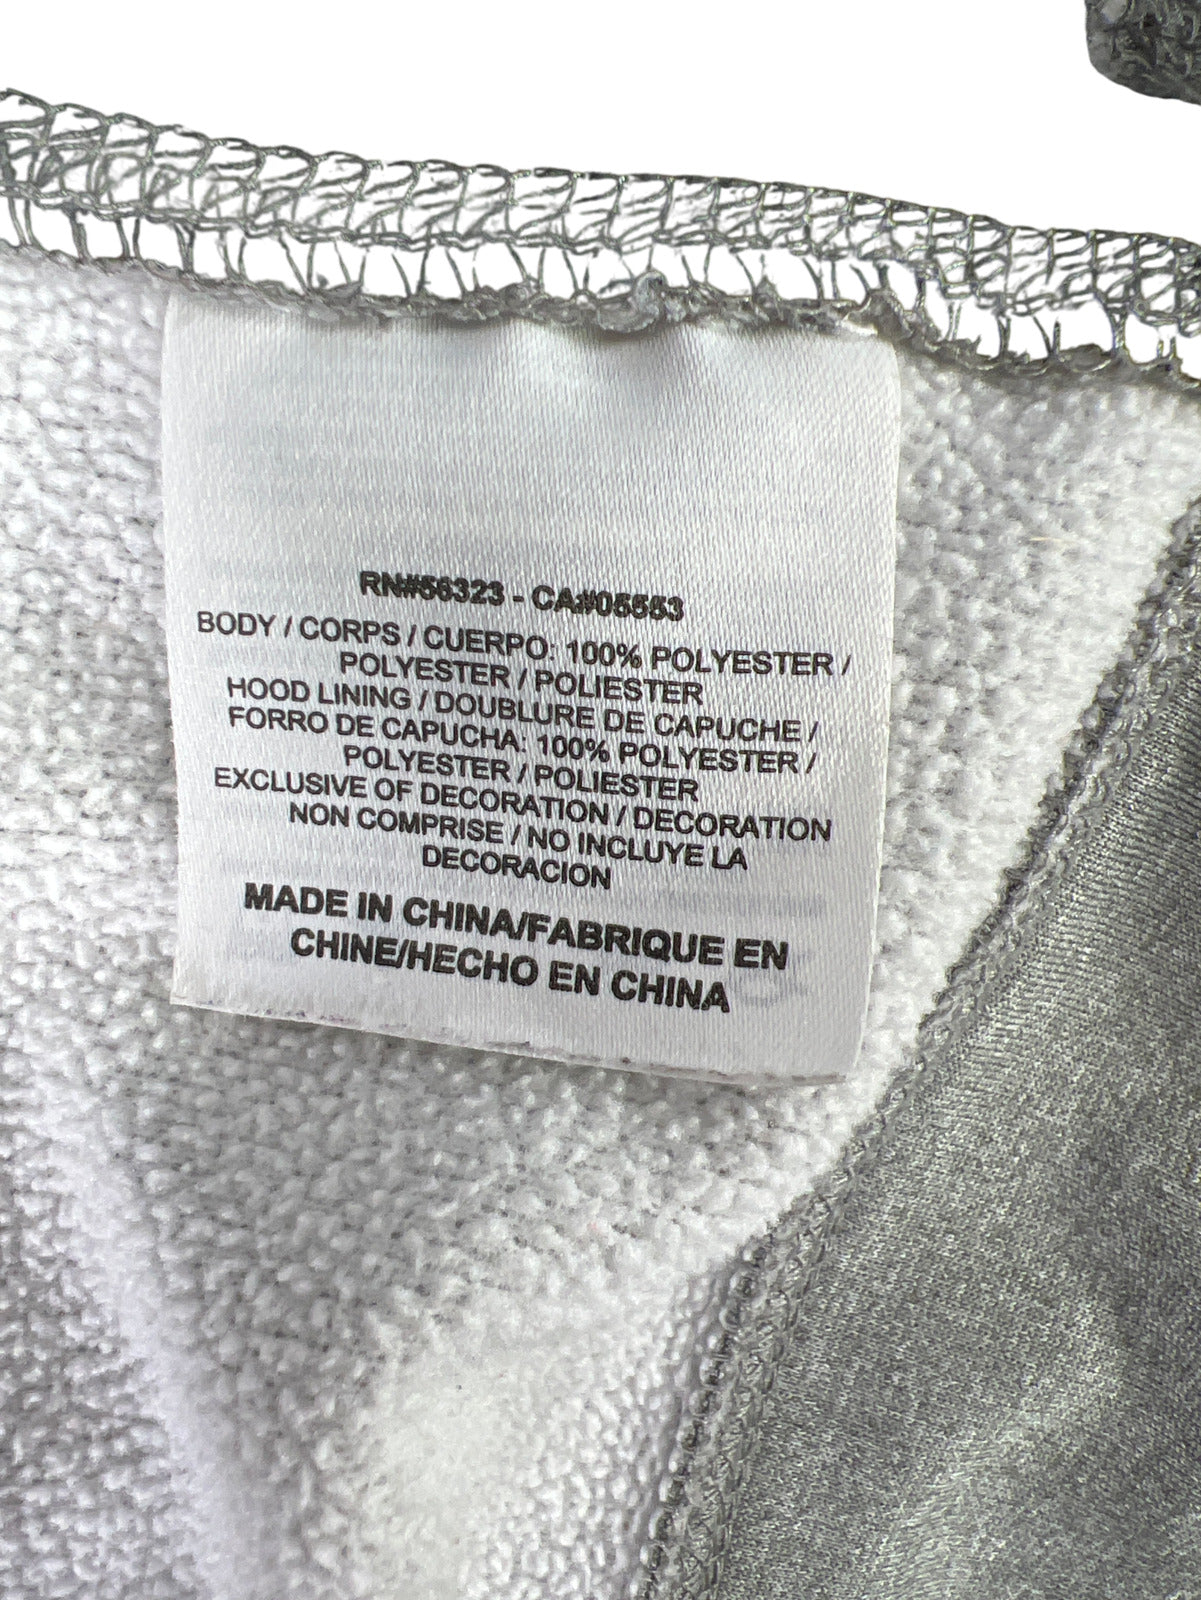 RN#56323 - CA#05553
BODY / CORPS / CUERPO: 100% POLYESTER /
POLYESTER / POLIESTER
HOOD LINING / DOUBLURE DE CAPUCHE /
FORRO DE CAPUCHA: 100% POLYESTER /
POLYESTER / POLIESTER
EXCLUSIVE OF DECORATION / DECORATION
NON COMPRISE / NO INCLUYE LA
DECORACION
MADE IN CHINA/FABRIQUE EN
CHINE/HECHO EN CHINA